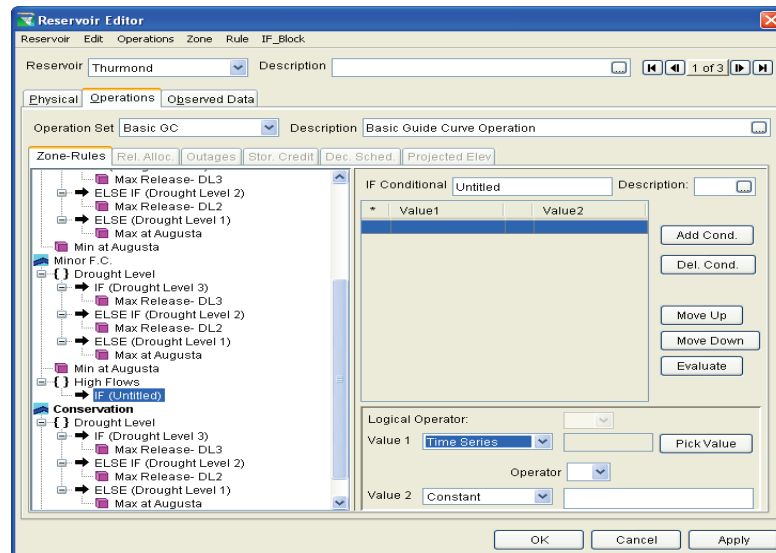 Reservoir Editor
Reservoir Edit Operations Zone Rule IF_Block
Reservoir Thurmond Description ... 1 of 3
Physical Operations Observed Data
Operation Set Basic GC Description Basic Guide Curve Operation ...
Zone-Rules Rel. Alloc. Outages Stor. Credit Dec. Sched. Projected Elev
Max Release- DL3
ELSE IF (Drought Level 2)
Max Release- DL2
ELSE (Drought Level 1)
Max at Augusta
Min at Augusta
Minor F.C.
{ } Drought Level
IF (Drought Level 3)
Max Release- DL3
ELSE IF (Drought Level 2)
Max Release- DL2
ELSE (Drought Level 1)
Max at Augusta
Min at Augusta
{ } High Flows
IF (Untitled)
Conservation
{ } Drought Level
IF (Drought Level 3)
Max Release- DL3
ELSE IF (Drought Level 2)
Max Release- DL2
ELSE (Drought Level 1)
Max at Augusta
IF Conditional Untitled Description: ...
* Value1 Value2
Add Cond.
Del. Cond.
Move Up
Move Down
Evaluate
Logical Operator:
Value 1 Time Series Pick Value
Operator
Value 2 Constant
OK Cancel Apply